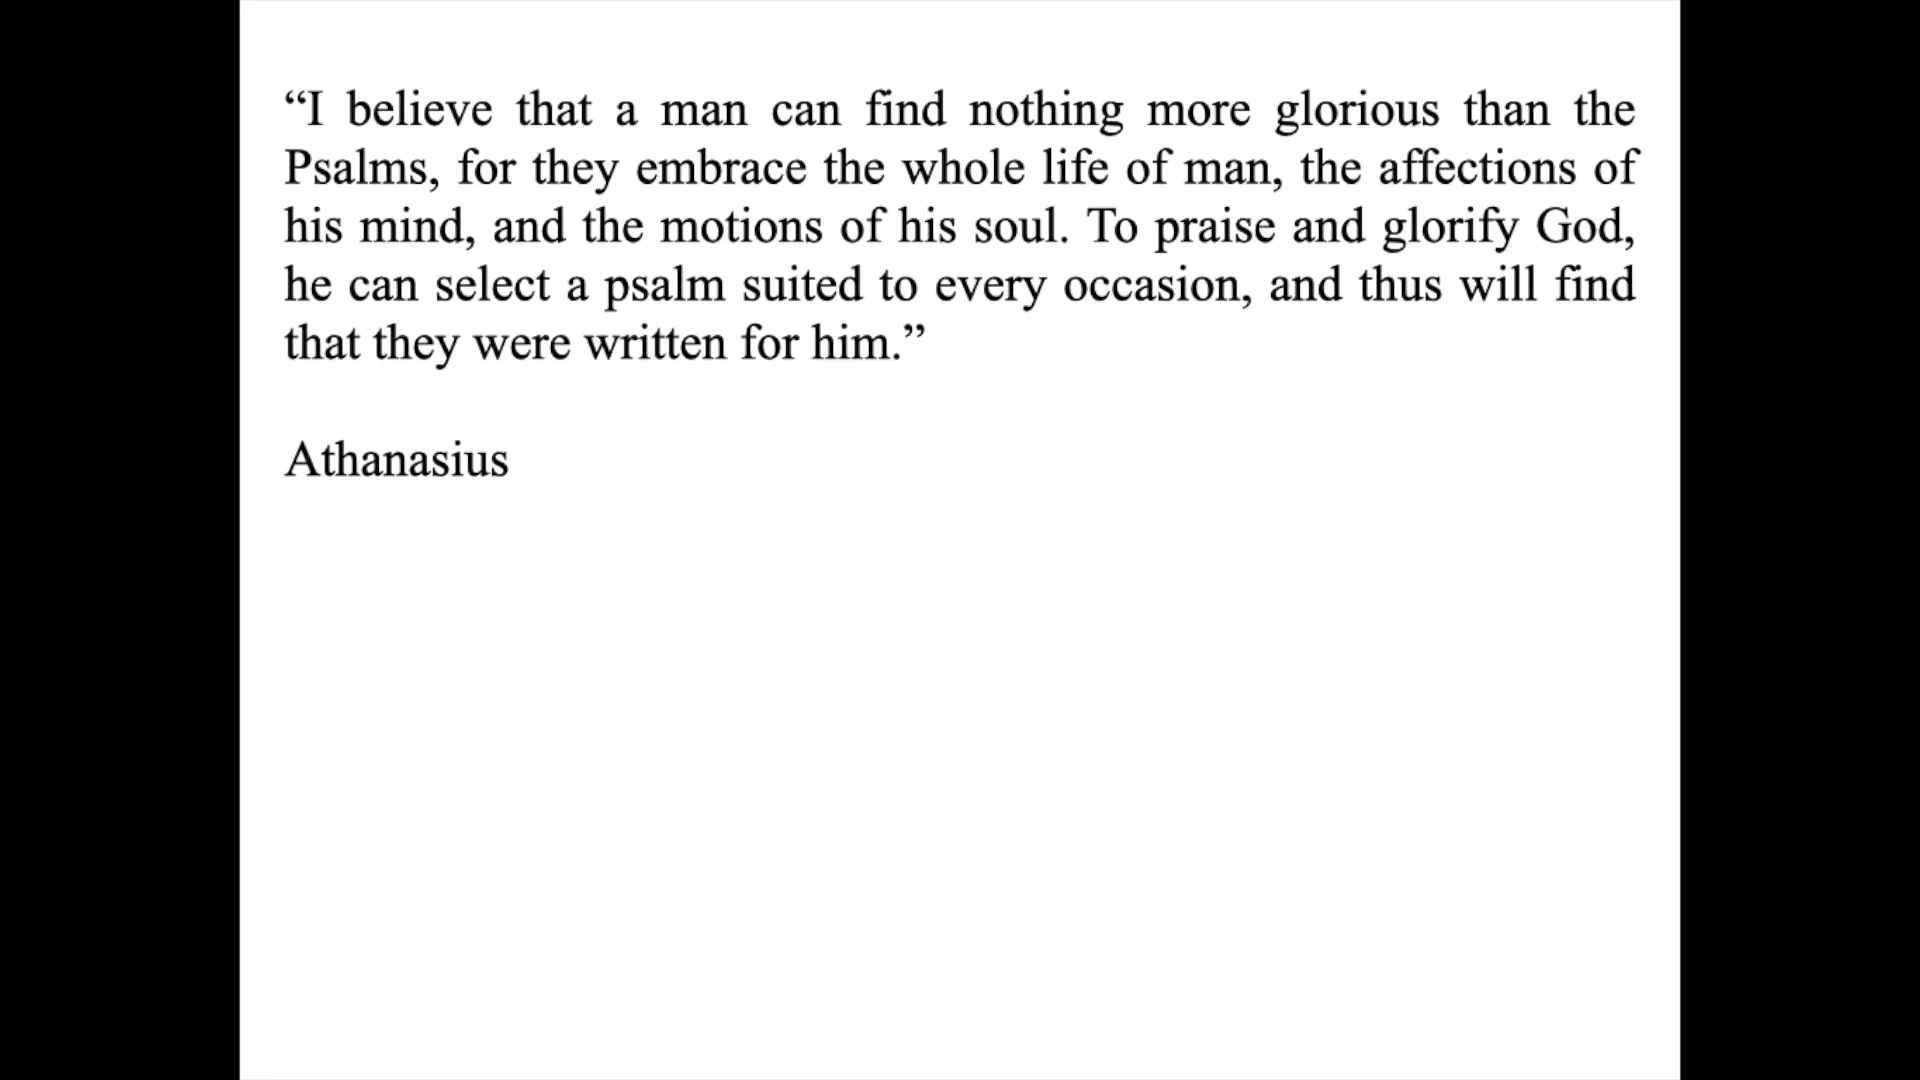 “I believe that a man can find nothing more glorious than the
Psalms, for they embrace the whole life of man, the affections of
his mind, and the motions of his soul. To praise and glorify God,
he can select a psalm suited to every occasion, and thus will find
that they were written for him.”
Athanasius